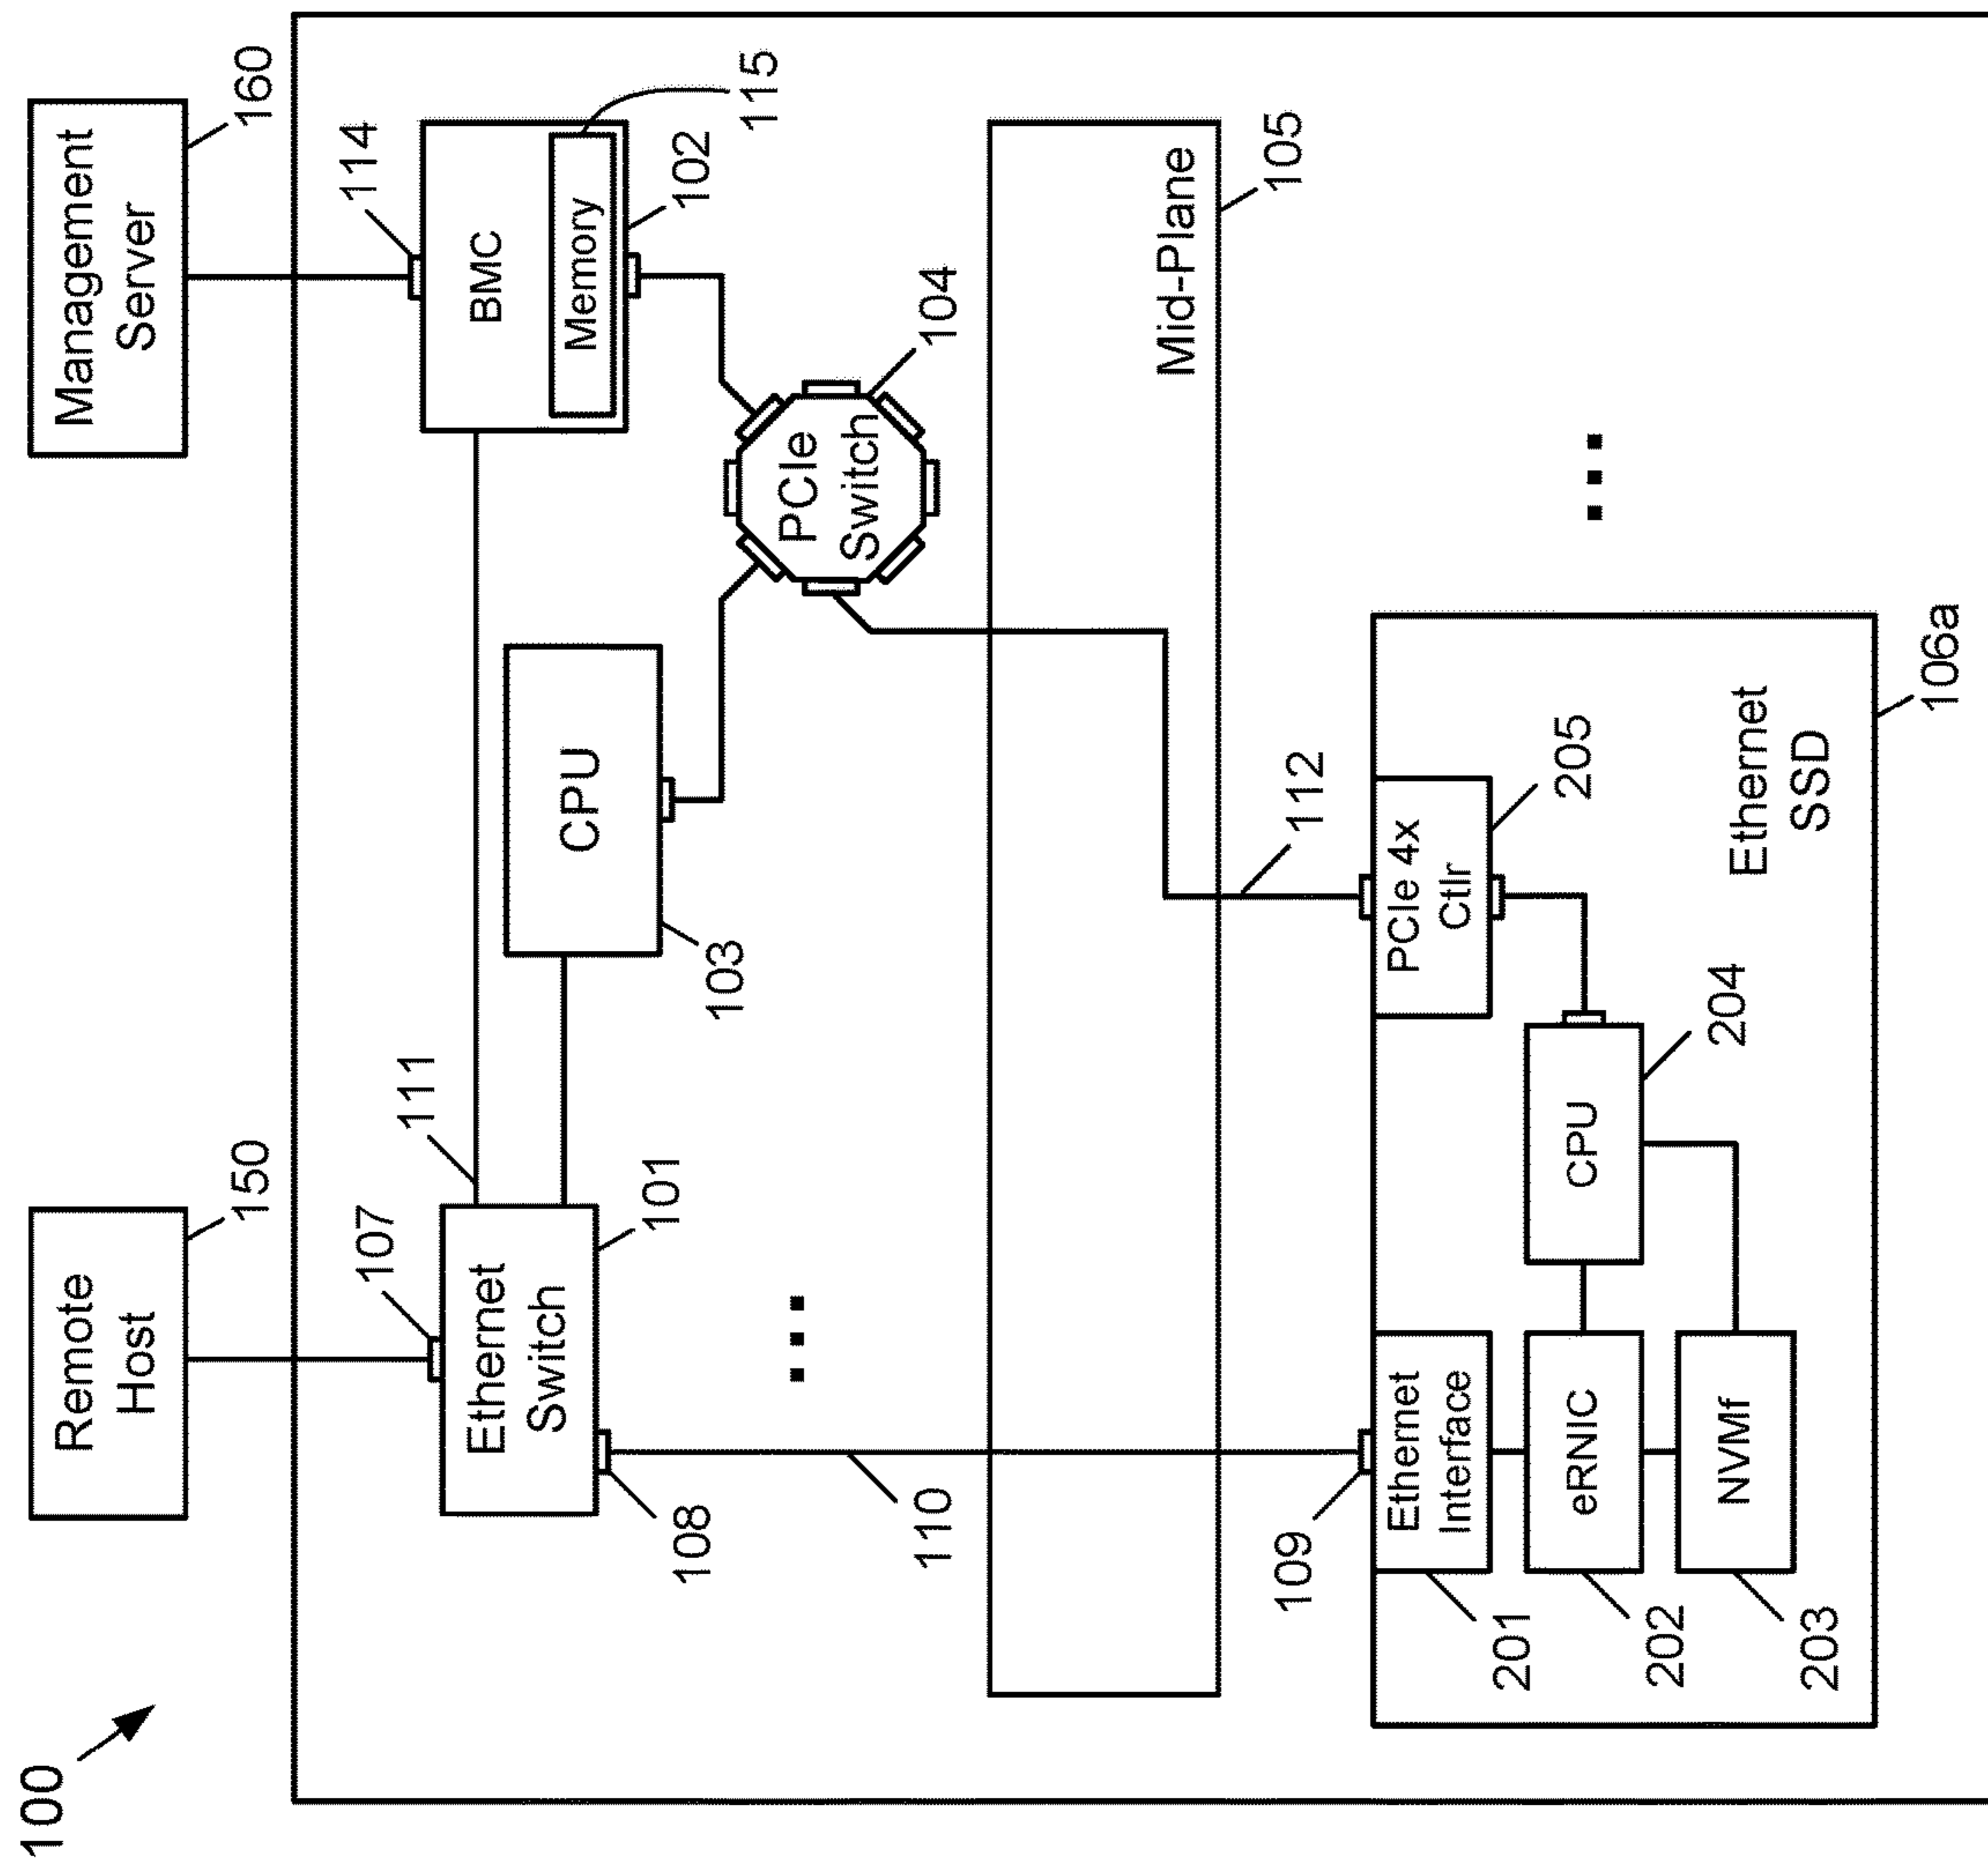 100
Remote
Host
150
Management
Server
160
107
111
114
Ethernet
Switch
101
108
CPU
103
BMC
Memory
115
102
PCIe
Switch
104
110
Mid-Plane
105
112
109
Ethernet
Interface
201
eRNIC
202
NVMf
203
CPU
204
PCIe 4x
Ctlr
205
Ethernet
SSD
106a